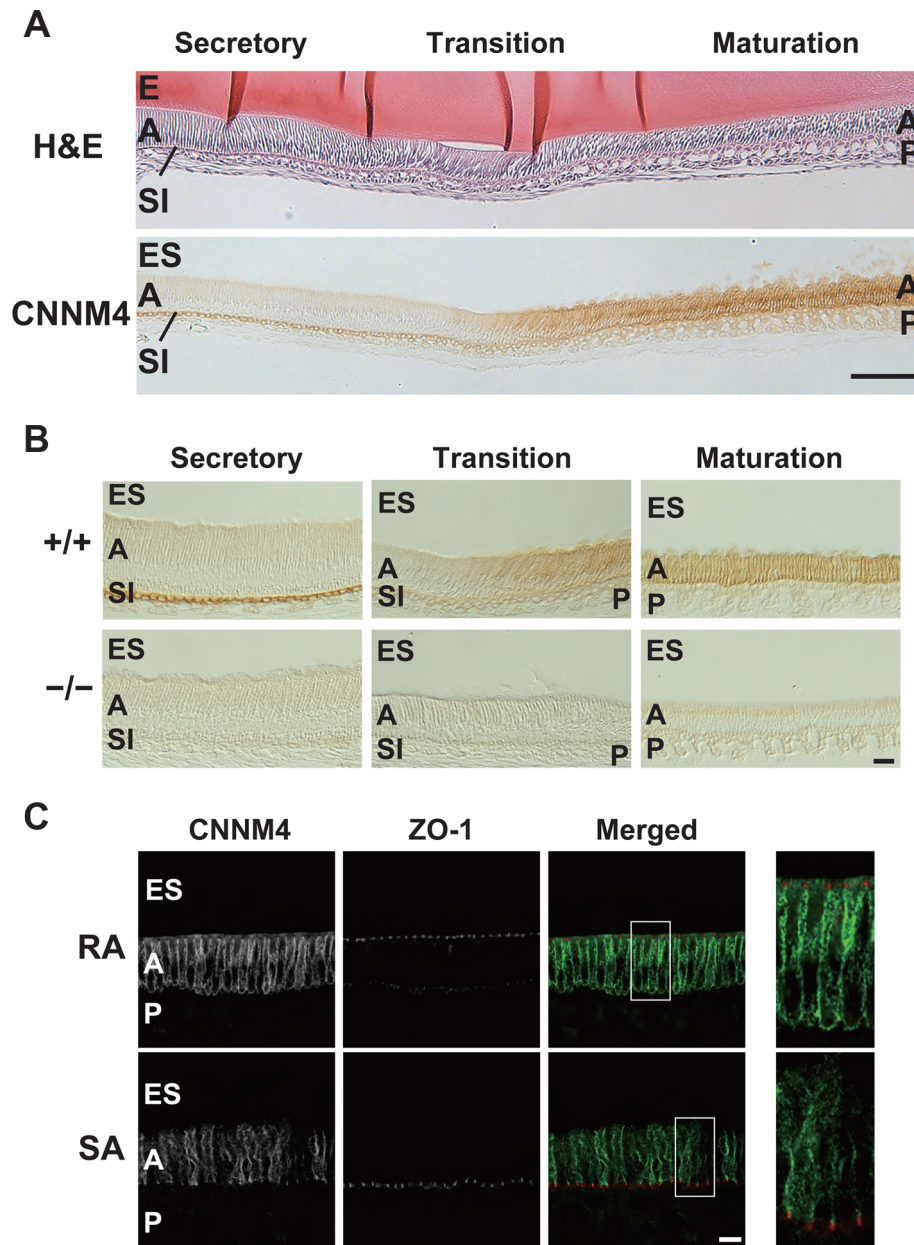 A
Secretory Transition Maturation
H&E
E
A
SI
A
P
CNNM4
ES
A
SI
A
P
B
Secretory Transition Maturation
+/+
ES
A
SI
ES
A
SI
P
ES
A
P
−/−
ES
A
SI
ES
A
SI
P
ES
A
P
C
CNNM4 ZO-1 Merged
RA
ES
A
P
SA
ES
A
P